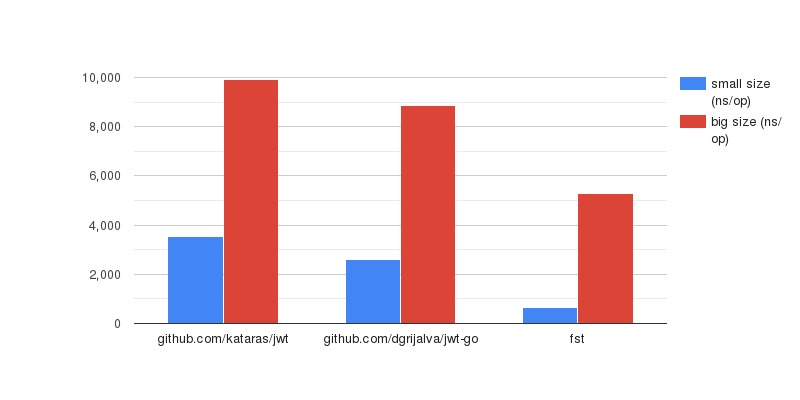 10,000
8,000
6,000
4,000
2,000
0
github.com/kataras/jwt
github.com/dgrijalva/jwt-go
fst
small size
(ns/op)
big size (ns/
op)